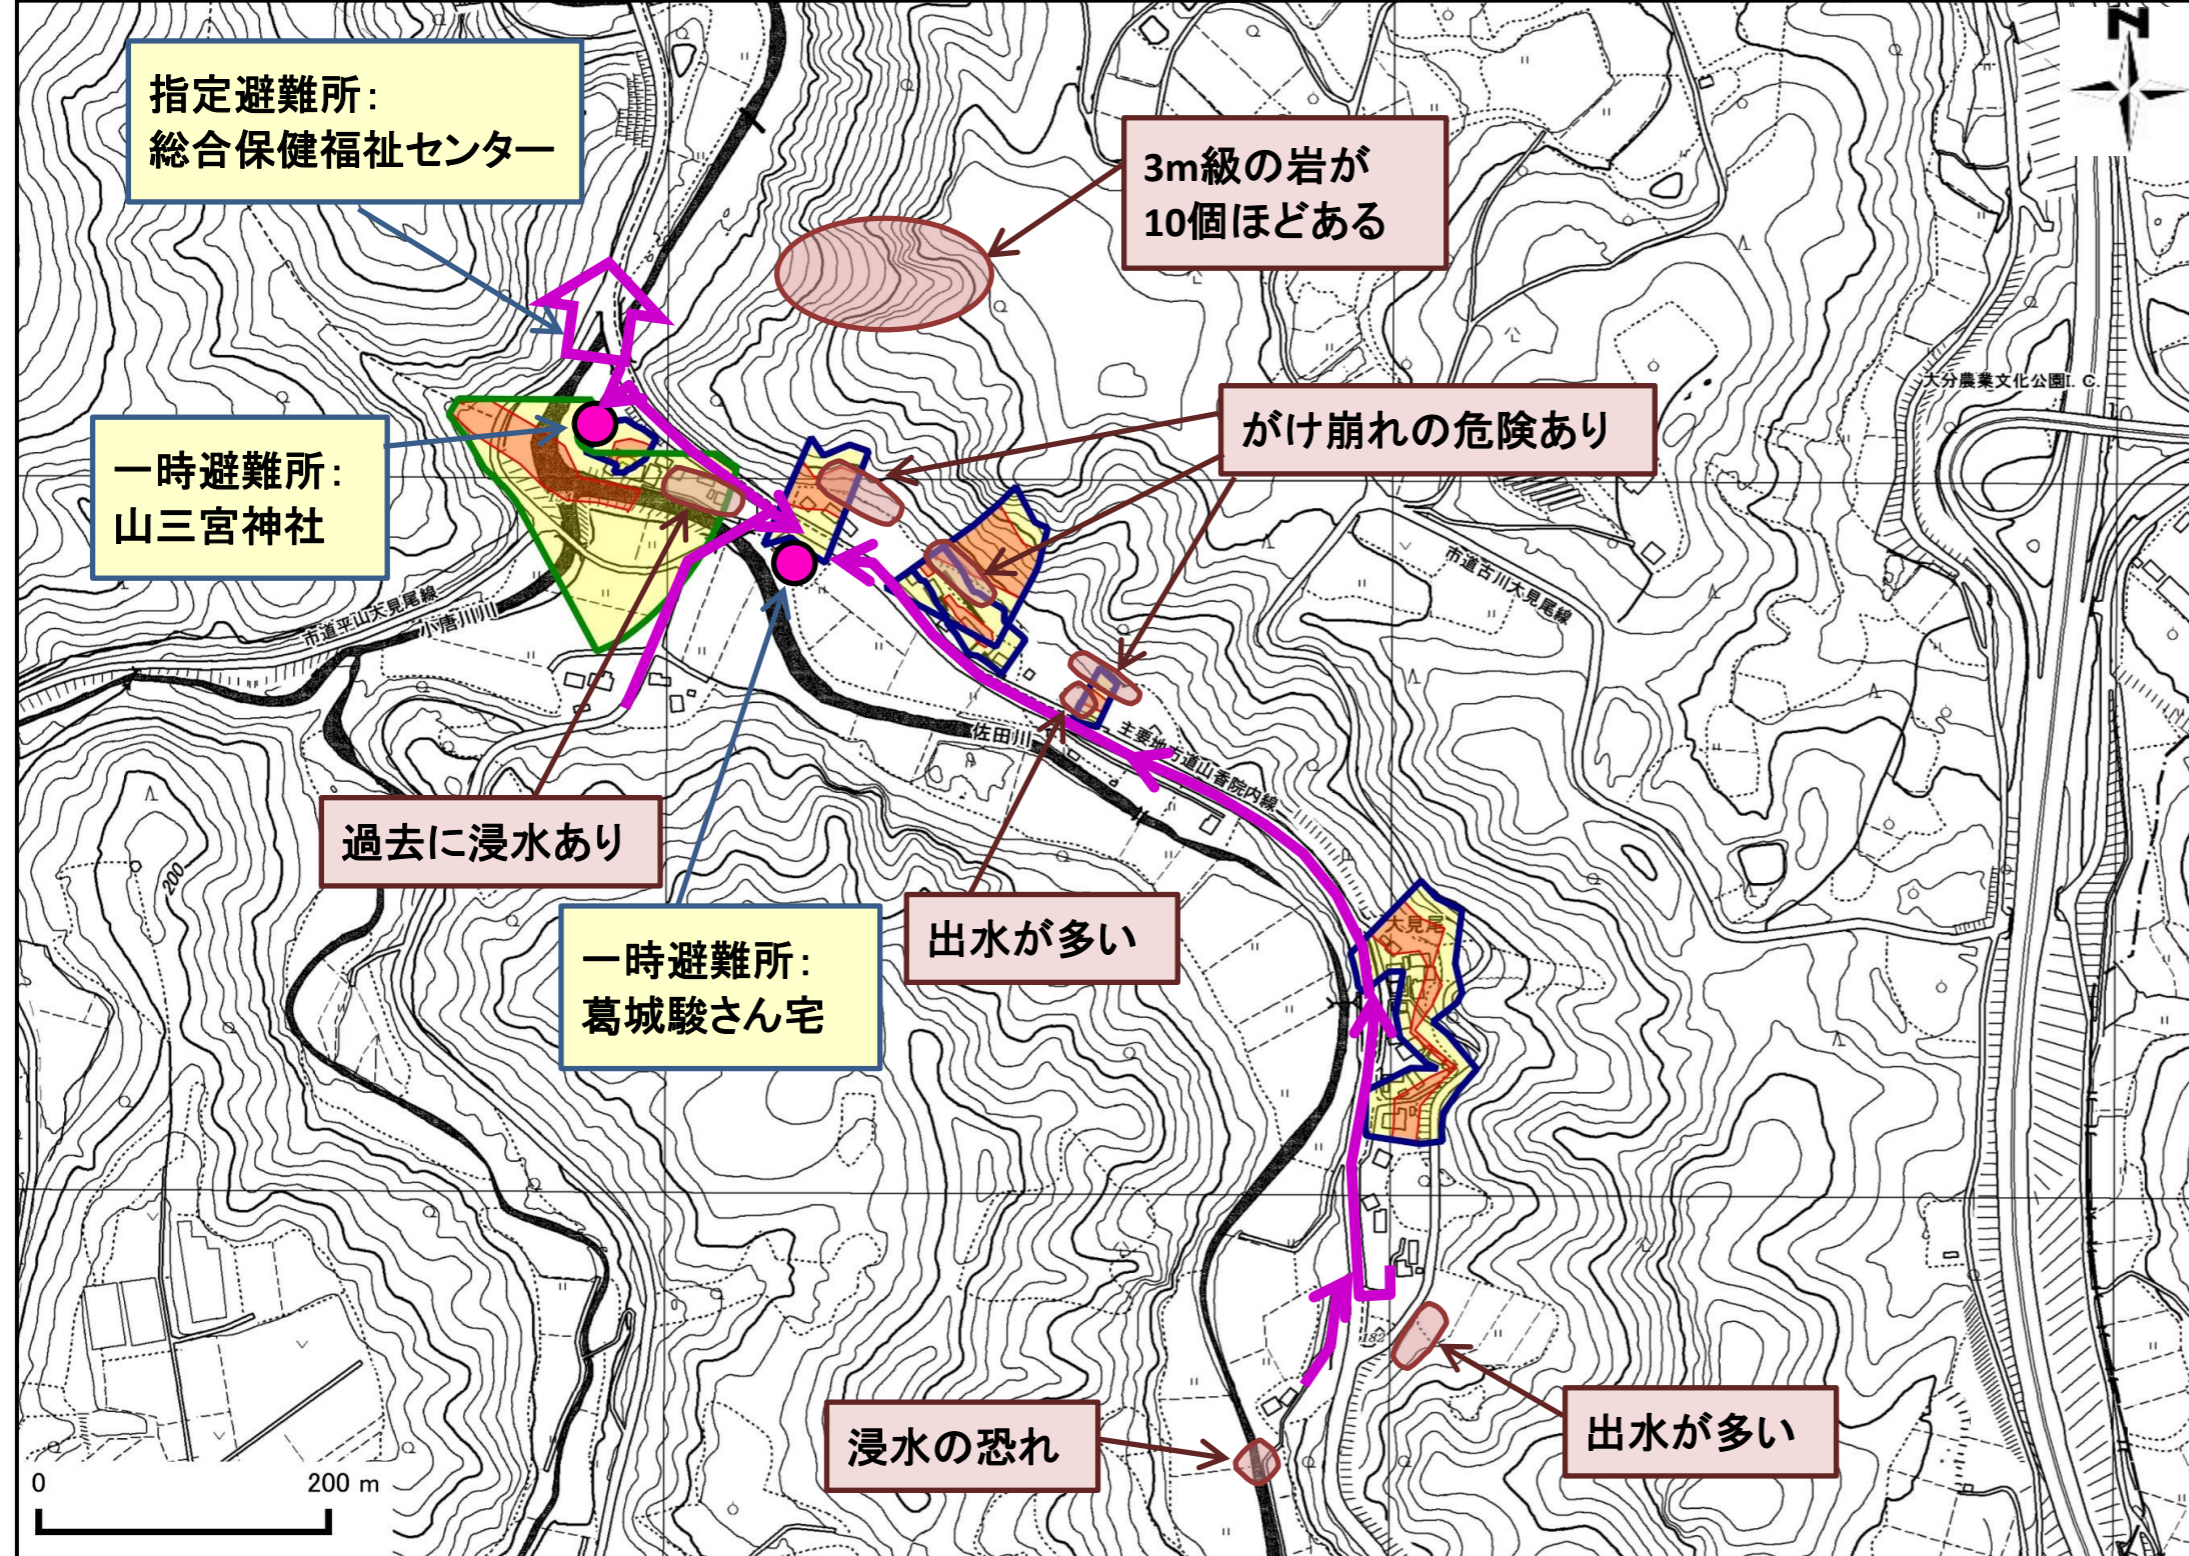 N
指定避難所：
総合保健福祉センター
3m級の岩が
10個ほどある
大分農業文化公園I.C.
がけ崩れの危険あり
一時避難所：
山三宮神社
市道古川大見尾線
市道平山大見尾線
小唐川川
佐田川
主要地方道山香院内線
過去に浸水あり
200
出水が多い
大見尾
一時避難所：
葛城駿さん宅
182
出水が多い
浸水の恐れ
0
200 m